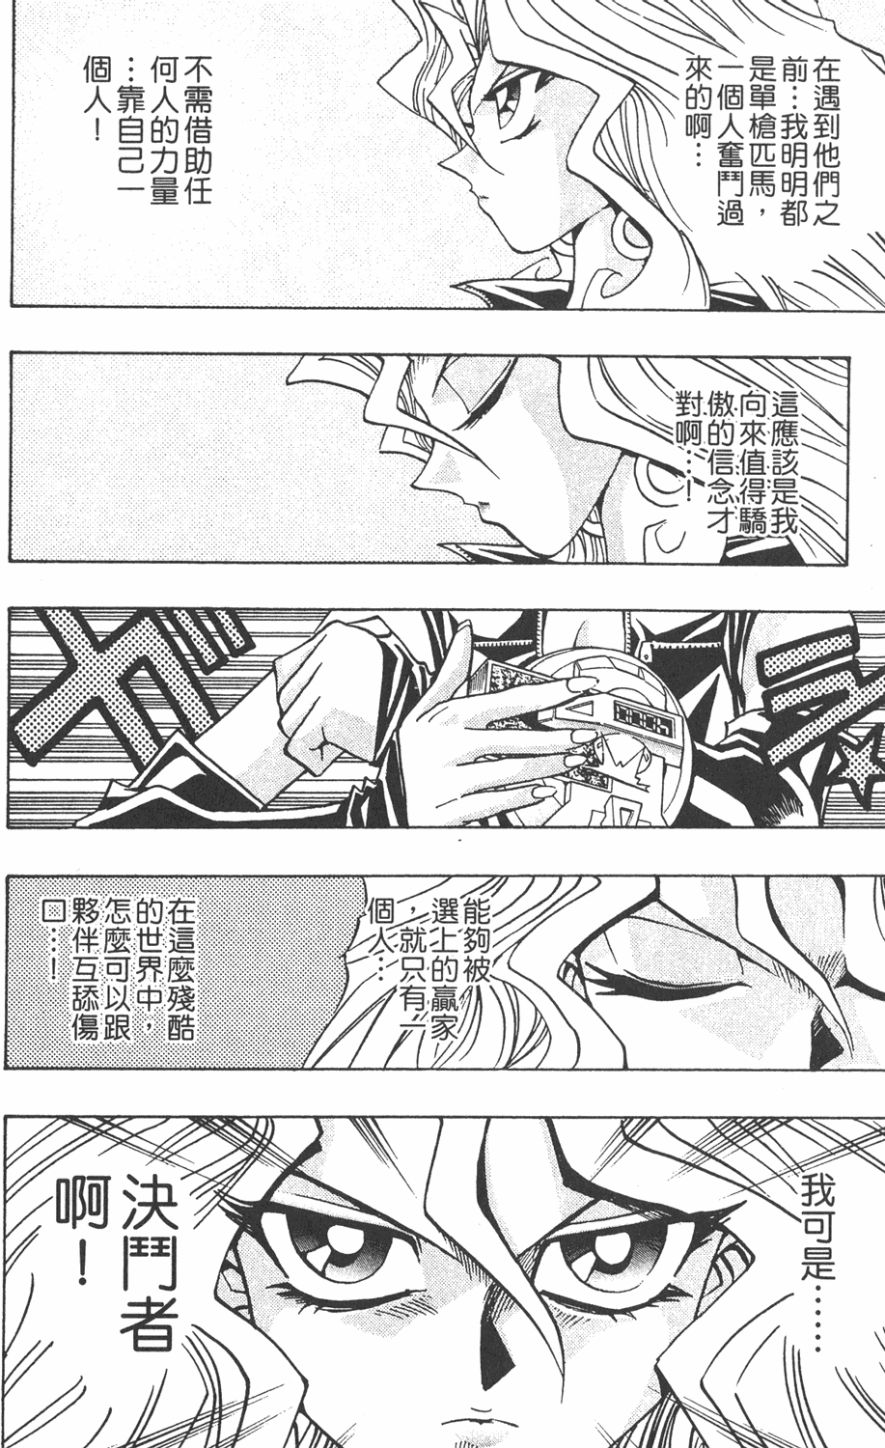 在遇到他們之
前…我明明都
是單槍匹馬，
一個人奮鬥過
來的啊…
不需借助任
何人的力量
…靠自己一
個人！
這應該是我
向來值得驕
傲的信念才
對啊…！
能夠被
選上的贏家
，就只有一
個人…
在這麼殘酷
的世界中，
怎麼可以跟
夥伴互舔傷
口…！
我可是……
決鬥者
啊！